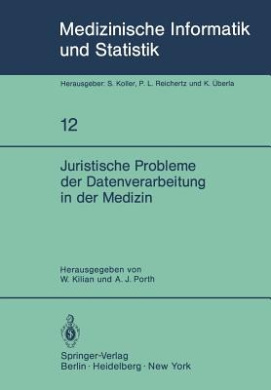 Medizinische Informatik
und Statistik
Herausgeber: S. Koller, P. L. Reichertz und K. Überla
12
Juristische Probleme
der Datenverarbeitung
in der Medizin
Herausgegeben von
W. Kilian und A. J. Porth
Springer-Verlag
Berlin · Heidelberg · New York